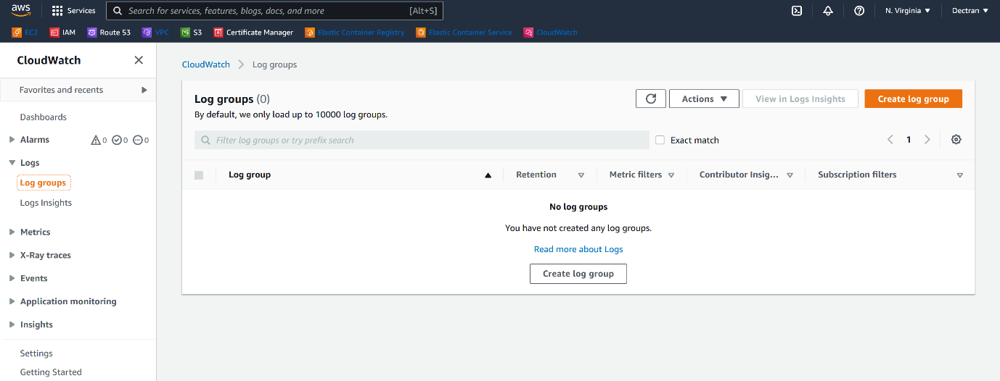 aws Services Search for services, features, blogs, docs, and more [Alt+S] N. Virginia Dectran
EC2 IAM Route 53 VPC S3 Certificate Manager Elastic Container Registry Elastic Container Service CloudWatch
CloudWatch
Favorites and recents
Dashboards
Alarms 0 0 0
Logs
Log groups
Logs Insights
Metrics
X-Ray traces
Events
Application monitoring
Insights
Settings
Getting Started
CloudWatch Log groups
Log groups (0)
By default, we only load up to 10000 log groups.
Actions View in Logs Insights Create log group
Filter log groups or try prefix search Exact match 1
Log group Retention Metric filters Contributor Insig... Subscription filters
No log groups
You have not created any log groups.
Read more about Logs
Create log group